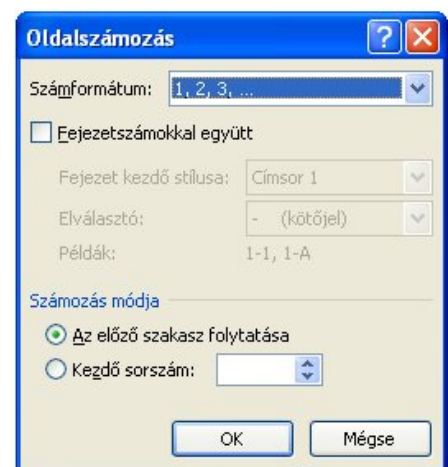 Oldalszámozás
Számformátum: 1, 2, 3, ...
Fejezetszámokkal együtt
Fejezet kezdő stílusa: Címsor 1
Elválasztó: - (kötőjel)
Példák: 1-1, 1-A
Számozás módja
Az előző szakasz folytatása
Kezdő sorszám:
OK Mégse